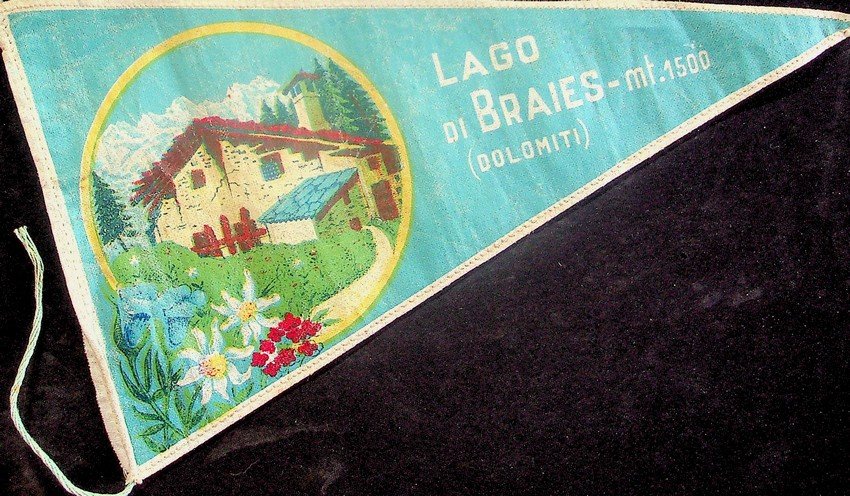 LAGO
DI BRAIES-mt.1500
(DOLOMITI)